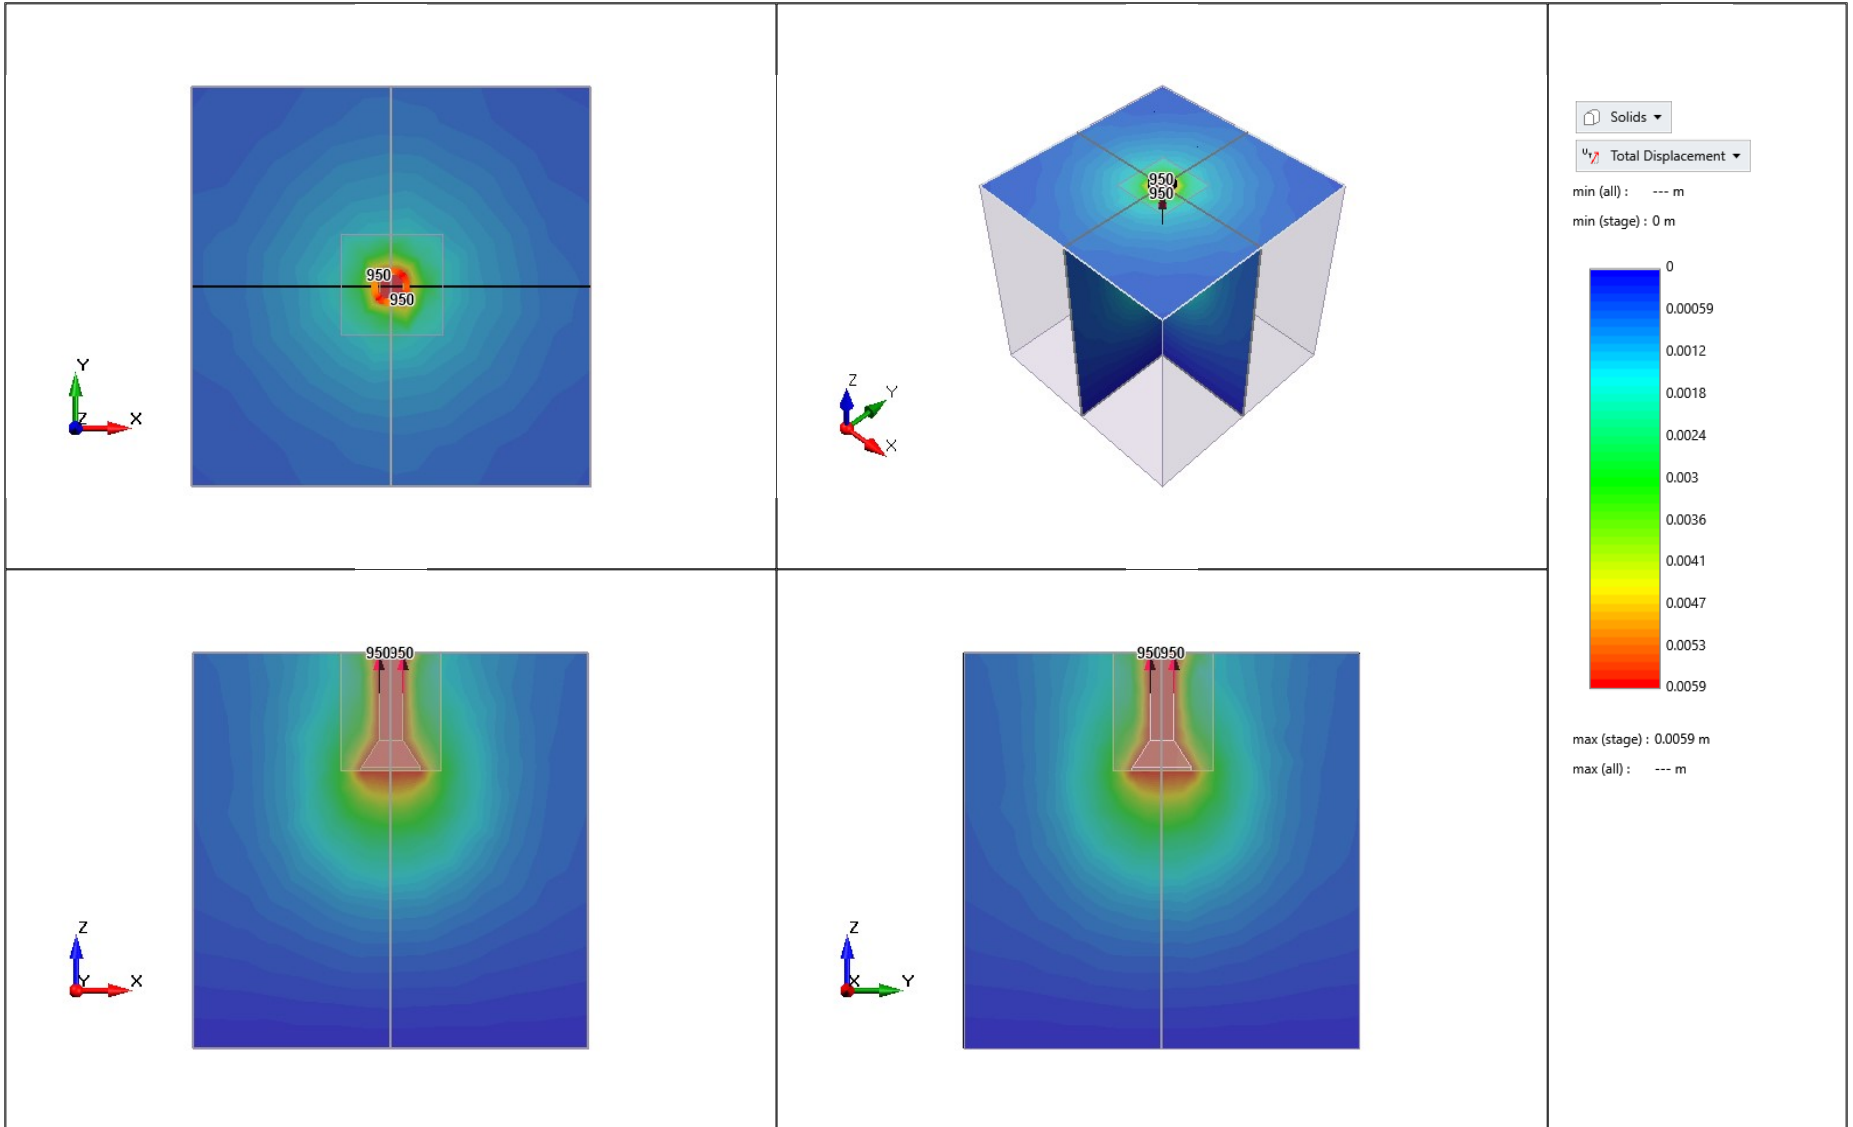 950
950
Y
Z
X
950
950
Z
Y
X
950950
Z
Y
X
950950
Z
X
Y
Solids
UT Total Displacement
min (all) : --- m
min (stage) : 0 m
0
0.00059
0.0012
0.0018
0.0024
0.003
0.0036
0.0041
0.0047
0.0053
0.0059
max (stage) : 0.0059 m
max (all) : --- m